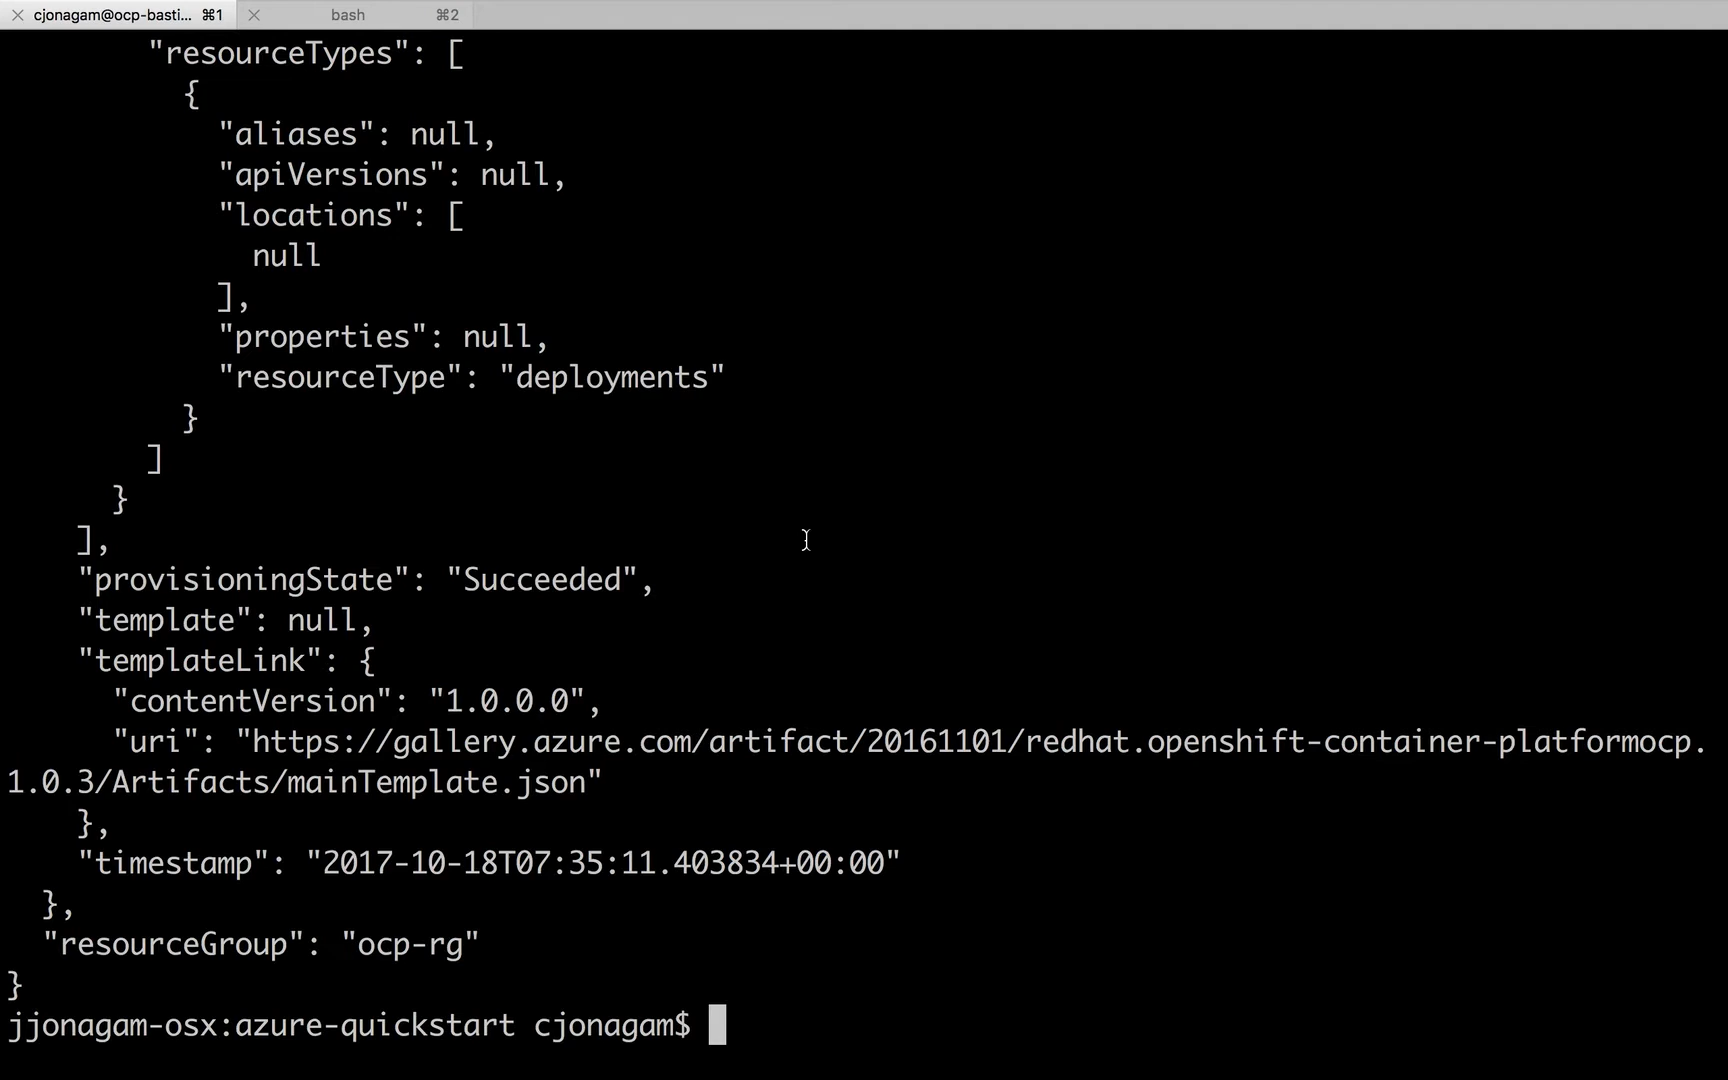 cjonagam@ocp-basti... ⌘1 bash ⌘2
"resourceTypes": [
{
"aliases": null,
"apiVersions": null,
"locations": [
null
],
"properties": null,
"resourceType": "deployments"
}
]
}
],
"provisioningState": "Succeeded",
"template": null,
"templateLink": {
"contentVersion": "1.0.0.0",
"uri": "https://gallery.azure.com/artifact/20161101/redhat.openshift-container-platformocp.
1.0.3/Artifacts/mainTemplate.json"
},
"timestamp": "2017-10-18T07:35:11.403834+00:00"
},
"resourceGroup": "ocp-rg"
}
jjonagam-osx:azure-quickstart cjonagam$